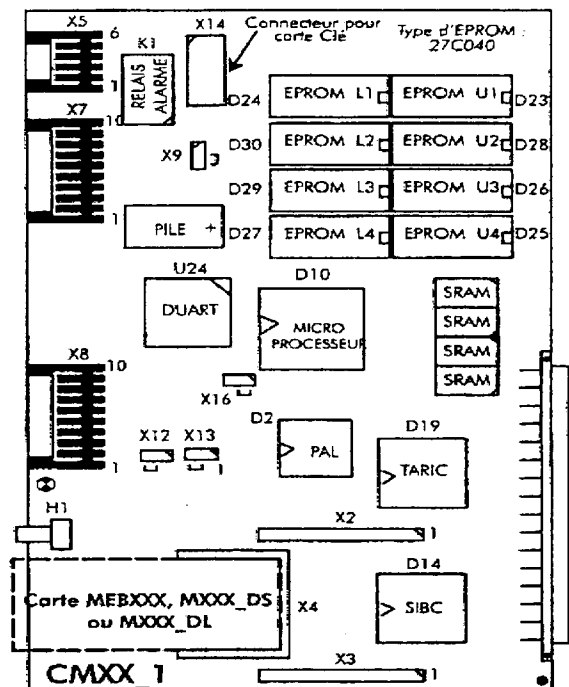 X5 6 K1 X14 Connecteur pour carte Clé Type d'EPROM :
27C040
RELAIS ALARME
1
X7 10 D24 EPROM L1 EPROM U1 D23
X9 D30 EPROM L2 EPROM U2 D28
D29 EPROM L3 EPROM U3 D26
1 PILE + D27 EPROM L4 EPROM U4 D25
U24 D10
DUART
MICRO
PROCESSEUR
SRAM
SRAM
SRAM
SRAM
X8 10
X16
D2 D19
X12 X13 PAL TARIC
1 1
H1 X2 1
D14
Carte MEBXXX, MXXX_DS
ou MXXX_DL
X4 SIBC
X3 1
CMXX_1